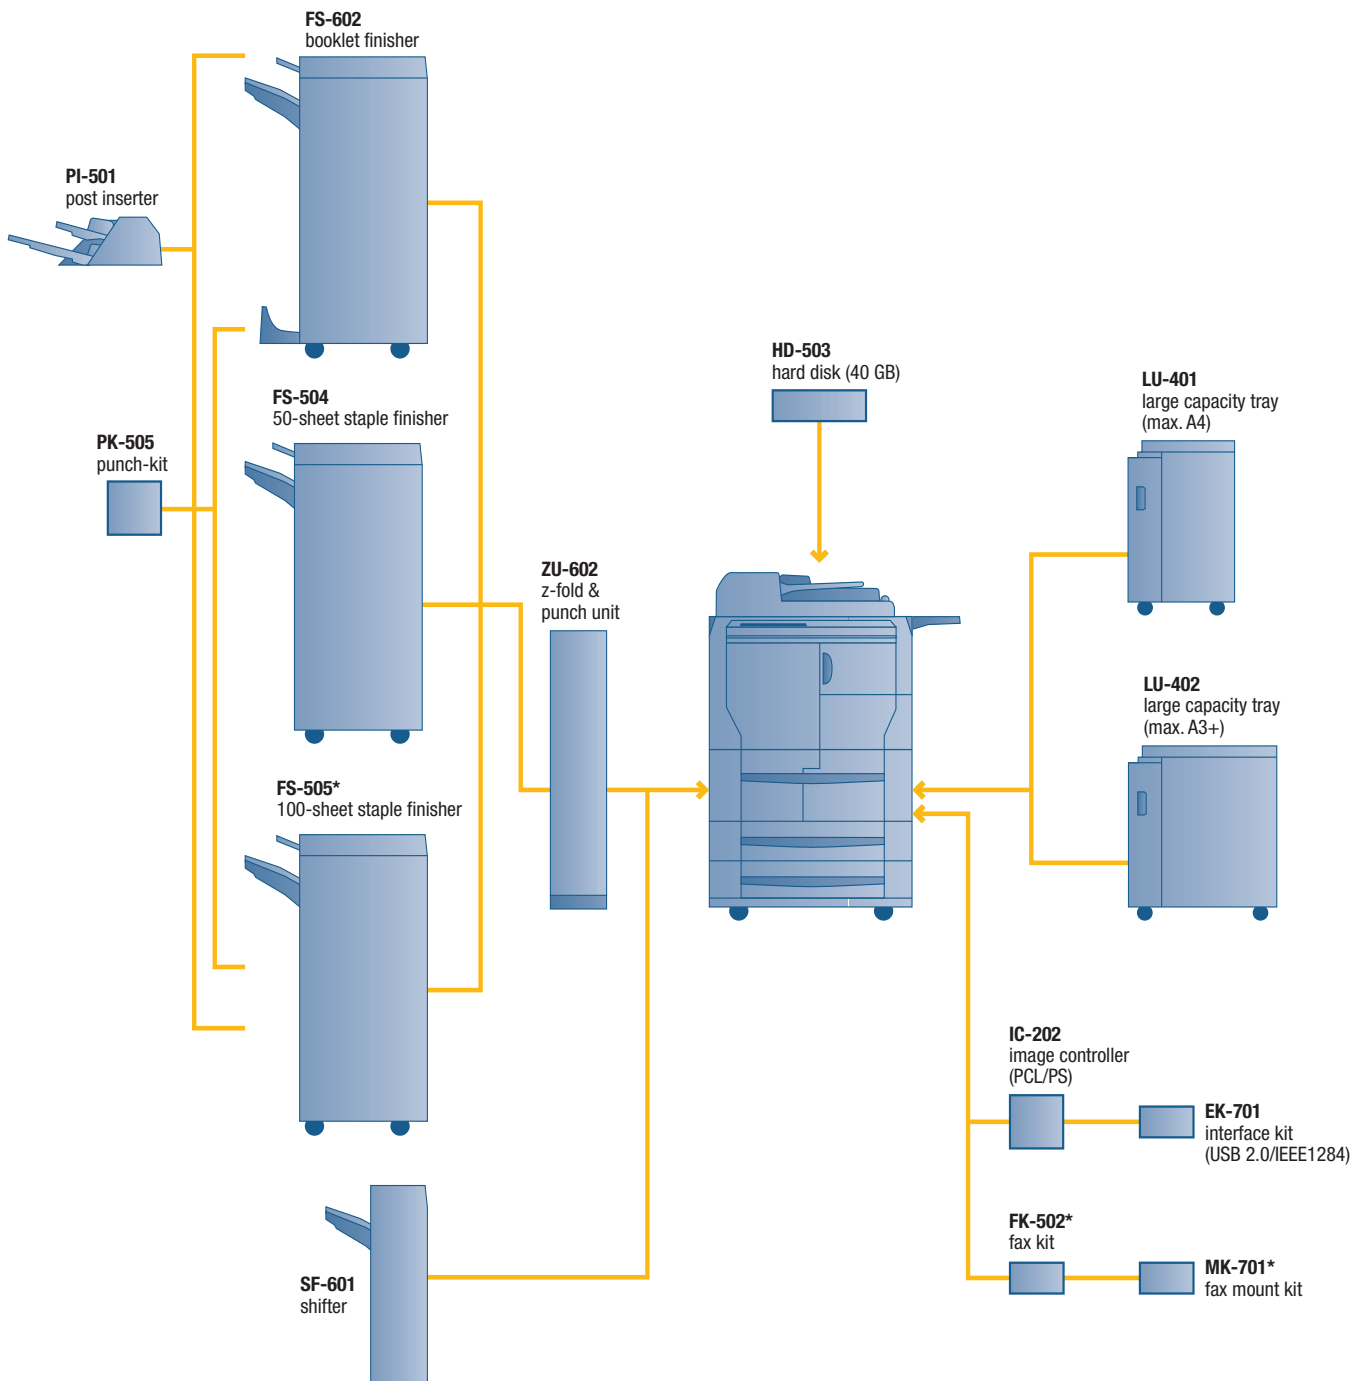 FS-602
booklet finisher
PI-501
post inserter
HD-503
hard disk (40 GB)
LU-401
large capacity tray
(max. A4)
FS-504
50-sheet staple finisher
PK-505
punch-kit
ZU-602
z-fold &
punch unit
LU-402
large capacity tray
(max. A3+)
FS-505*
100-sheet staple finisher
IC-202
image controller
(PCL/PS)
EK-701
interface kit
(USB 2.0/IEEE1284)
FK-502*
fax kit
MK-701*
fax mount kit
SF-601
shifter